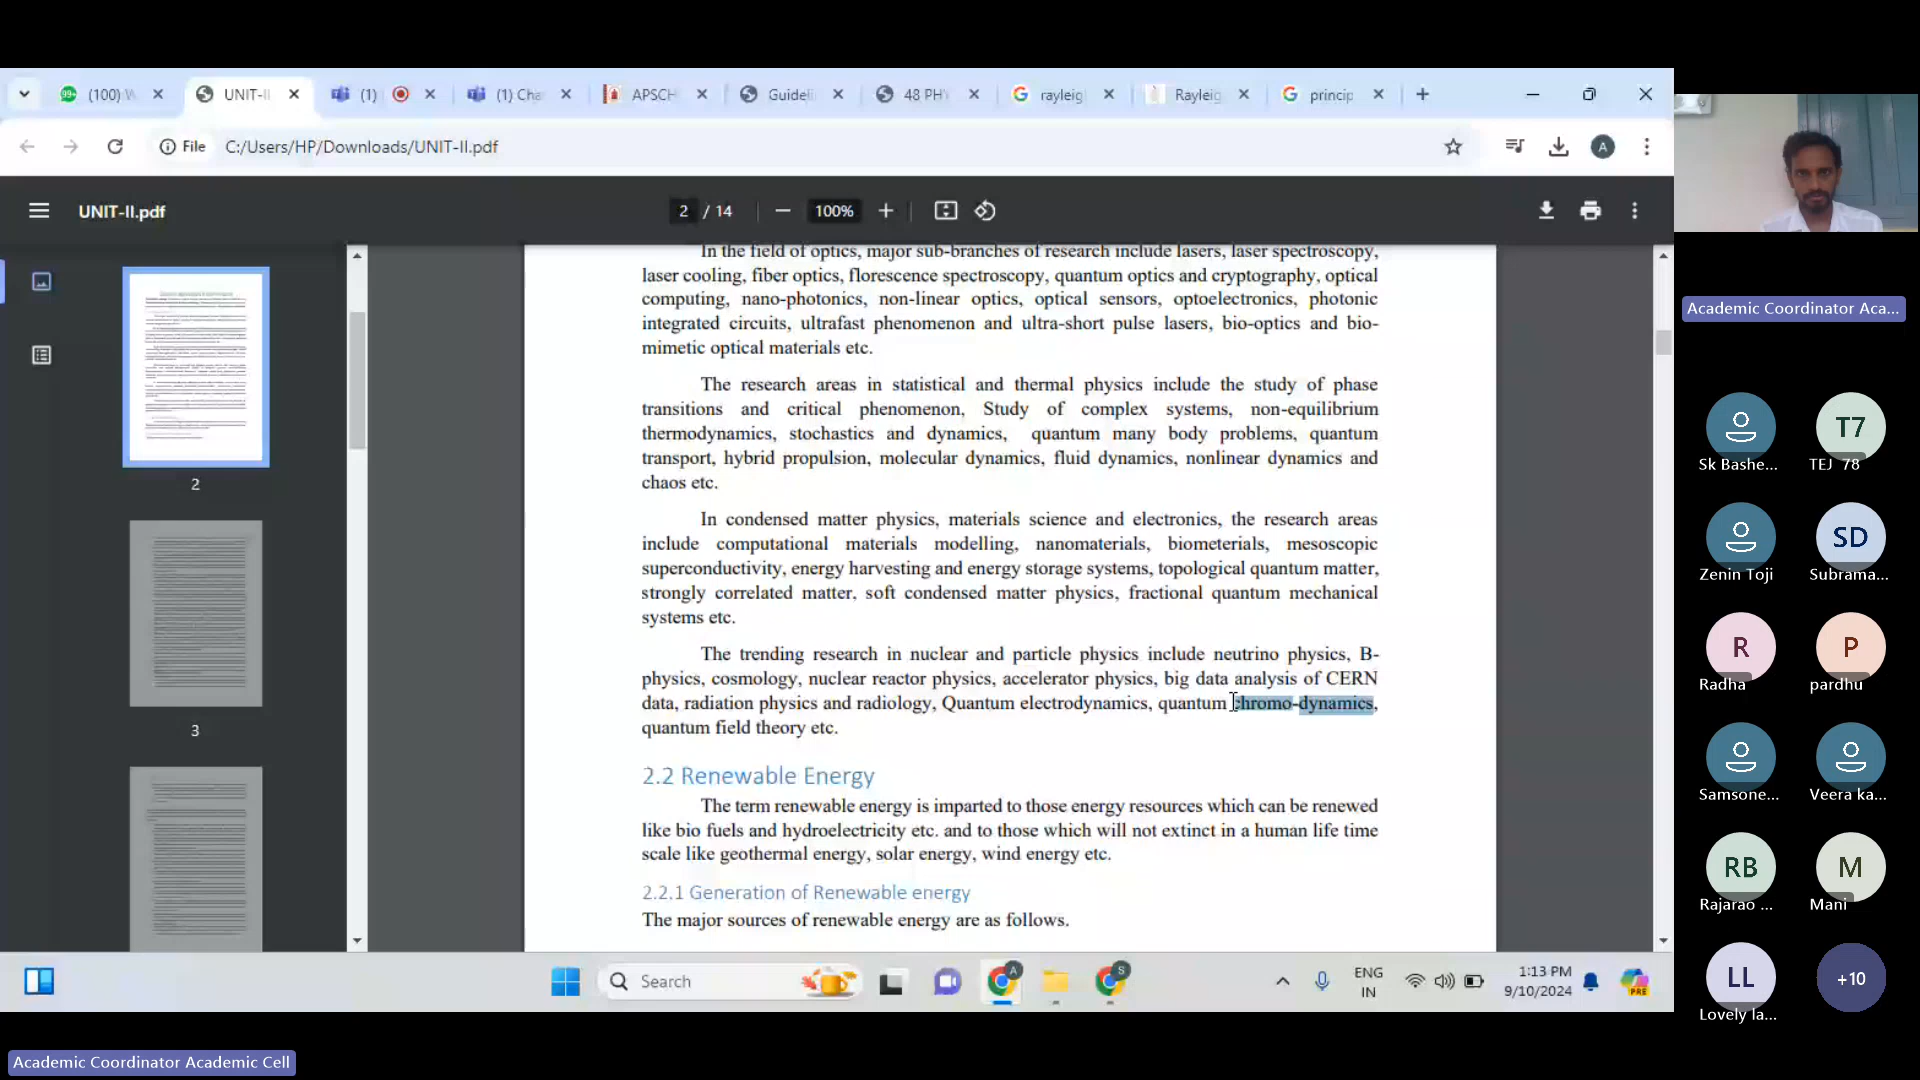 (100) W
UNIT-II
(1)
(1) Cha
APSCH
Guideli
48 PH
rayleig
Rayleig
princip
File
C:/Users/HP/Downloads/UNIT-II.pdf
A
UNIT-II.pdf
2 / 14
100%
In the field of optics, major sub-branches of research include lasers, laser spectroscopy,
laser cooling, fiber optics, florescence spectroscopy, quantum optics and cryptography, optical
computing, nano-photonics, non-linear optics, optical sensors, optoelectronics, photonic
integrated circuits, ultrafast phenomenon and ultra-short pulse lasers, bio-optics and bio-
mimetic optical materials etc.
The research areas in statistical and thermal physics include the study of phase
transitions and critical phenomenon, Study of complex systems, non-equilibrium
thermodynamics, stochastics and dynamics, quantum many body problems, quantum
transport, hybrid propulsion, molecular dynamics, fluid dynamics, nonlinear dynamics and
chaos etc.
In condensed matter physics, materials science and electronics, the research areas
include computational materials modelling, nanomaterials, biometerials, mesoscopic
superconductivity, energy harvesting and energy storage systems, topological quantum matter,
strongly correlated matter, soft condensed matter physics, fractional quantum mechanical
systems etc.
The trending research in nuclear and particle physics include neutrino physics, B-
physics, cosmology, nuclear reactor physics, accelerator physics, big data analysis of CERN
data, radiation physics and radiology, Quantum electrodynamics, quantum chromo-dynamics,
quantum field theory etc.
2.2 Renewable Energy
The term renewable energy is imparted to those energy resources which can be renewed
like bio fuels and hydroelectricity etc. and to those which will not extinct in a human life time
scale like geothermal energy, solar energy, wind energy etc.
2.2.1 Generation of Renewable energy
The major sources of renewable energy are as follows.
2
3
Academic Coordinator Aca...
Sk Bashe...
T7
TEJ 78
Zenin Toji
SD
Subrama...
R
Radha
P
pardhu
Samsone...
Veera ka...
RB
Rajarao ...
M
Mani
LL
Lovely la...
+10
Search
A
S
ENG
IN
1:13 PM
9/10/2024
PRE
Academic Coordinator Academic Cell